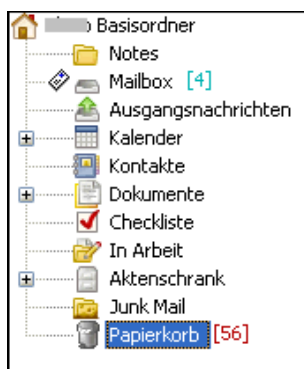 Basisordner
Notes
Mailbox [4]
Ausgangsnachrichten
Kalender
Kontakte
Dokumente
Checkliste
In Arbeit
Aktenschrank
Junk Mail
Papierkorb [56]